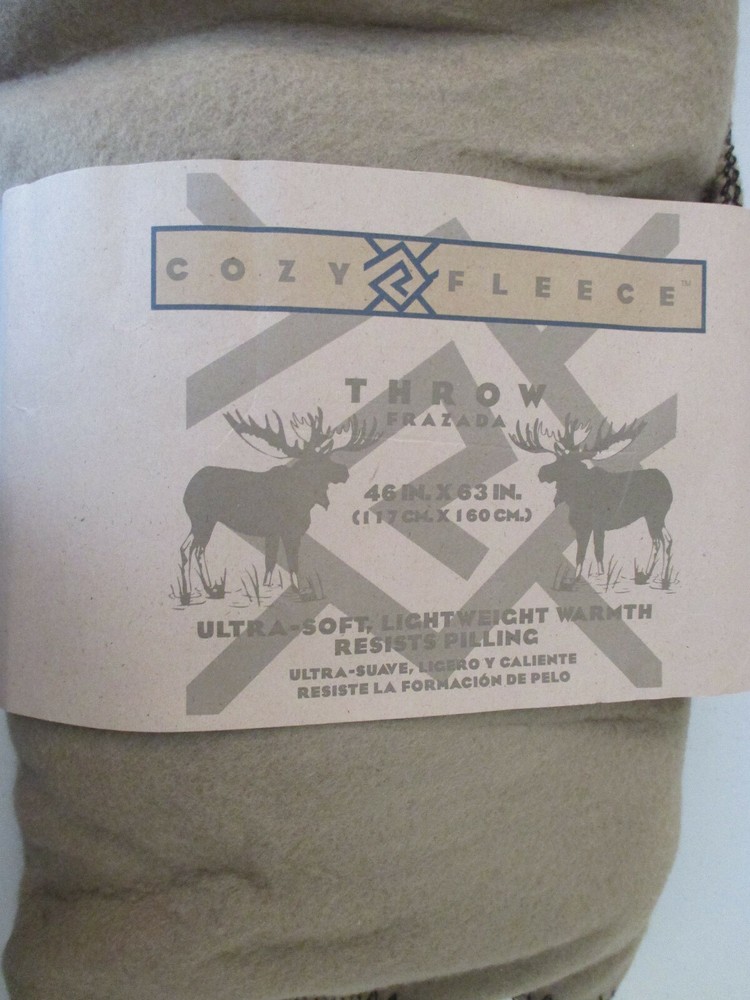 COZY FLEECE™
THROW
FRAZADA
46 IN. X 63 IN.
(117 CM. X 160 CM.)
ULTRA-SOFT, LIGHTWEIGHT WARMTH
RESISTS PILLING
ULTRA-SUAVE, LIGERO Y CALIENTE
RESISTE LA FORMACIÓN DE PELO